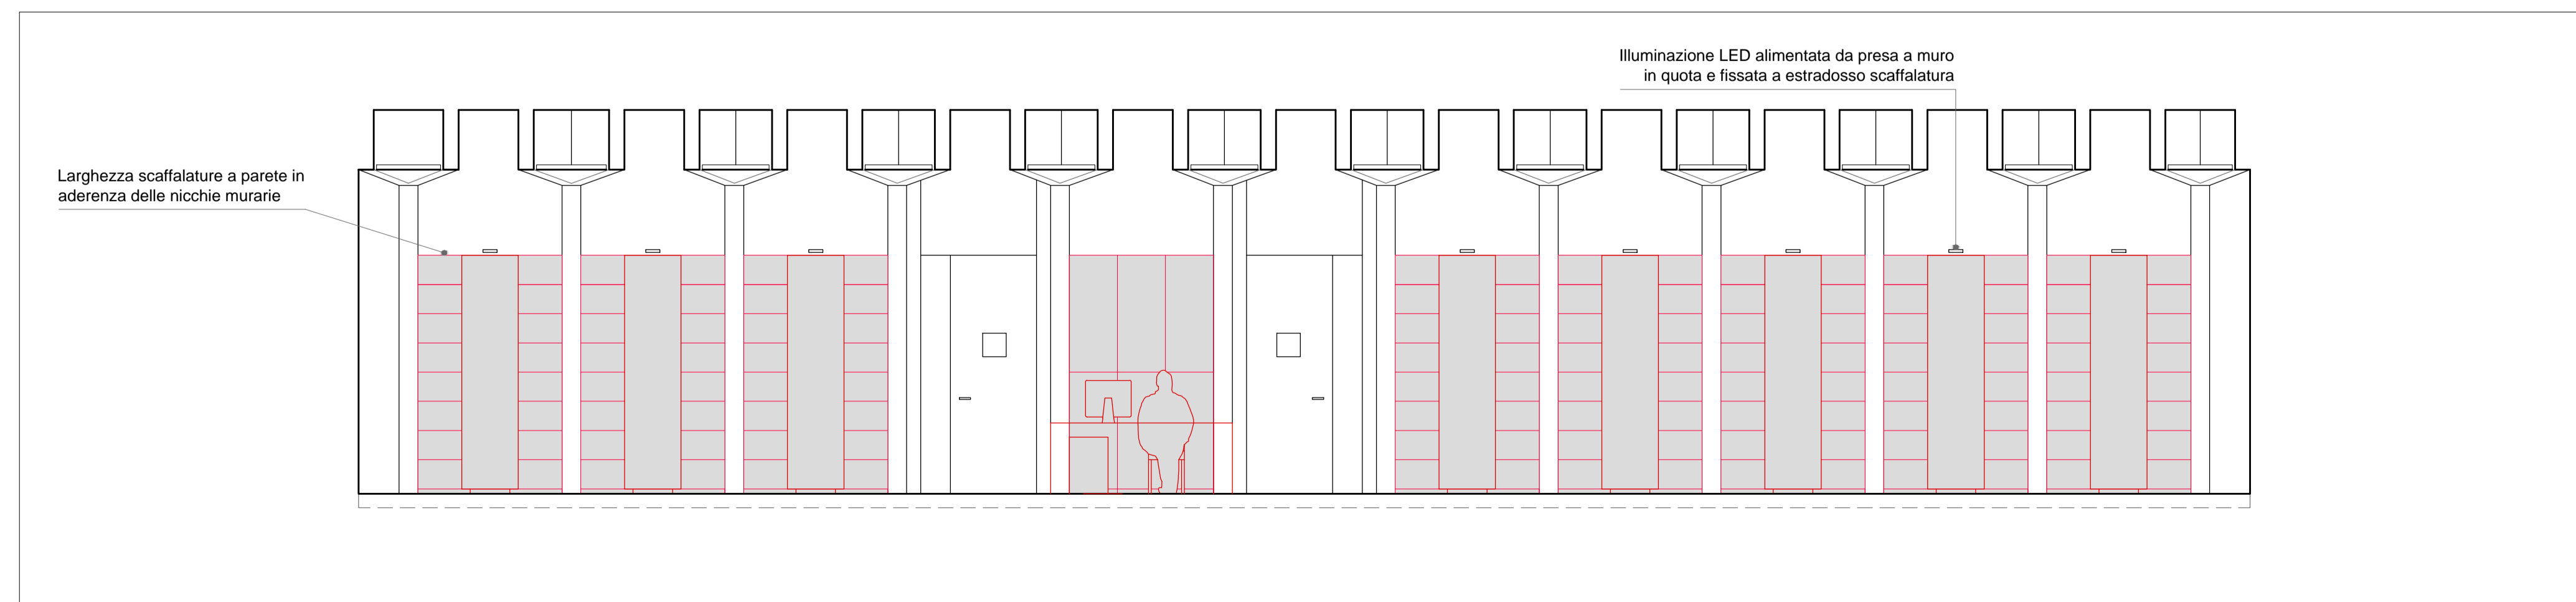 Illuminazione LED alimentata da presa a muro
in quota e fissata a estradosso scaffalatura
Larghezza scaffalature a parete in
aderenza delle nicchie murarie